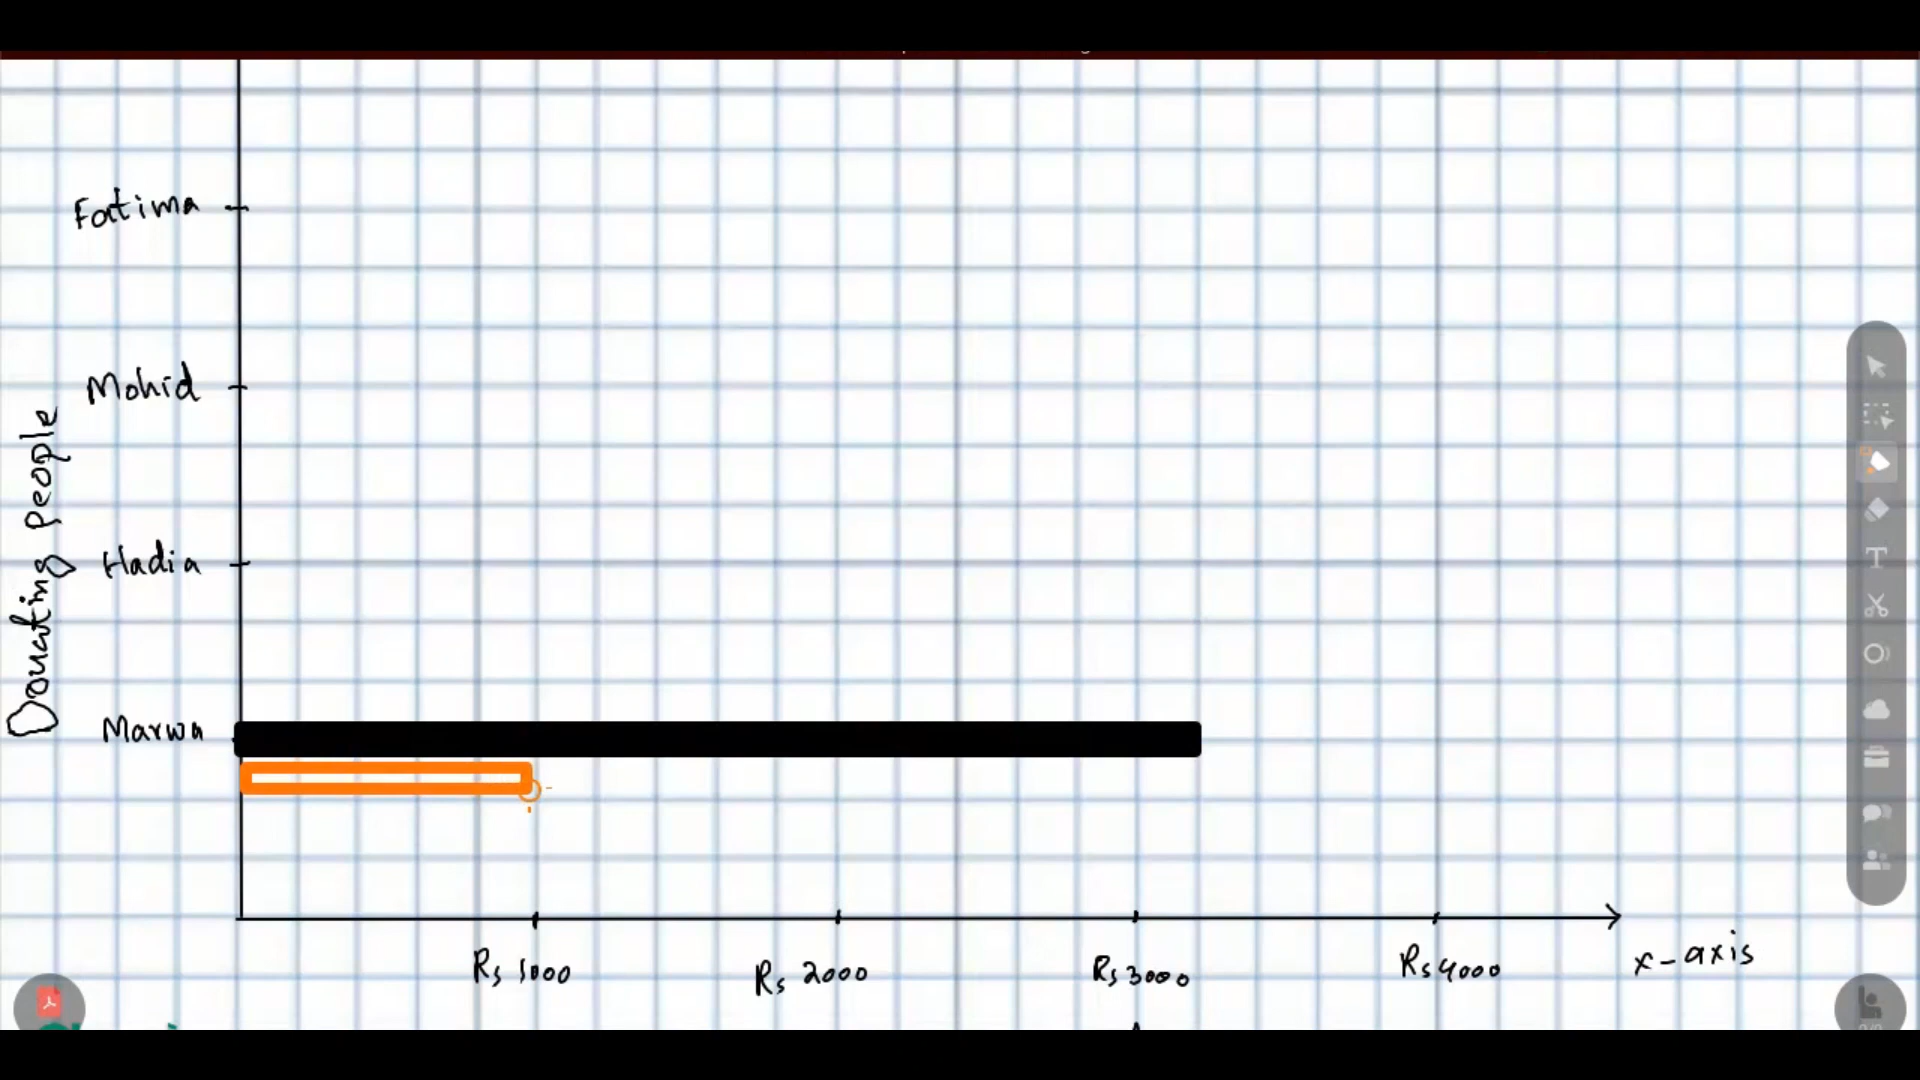 Fatima
Mohid
Donating people
Hadia
Marwa
Rs 1000
Rs 2000
Rs 3000
Rs 4000
x-axis
T